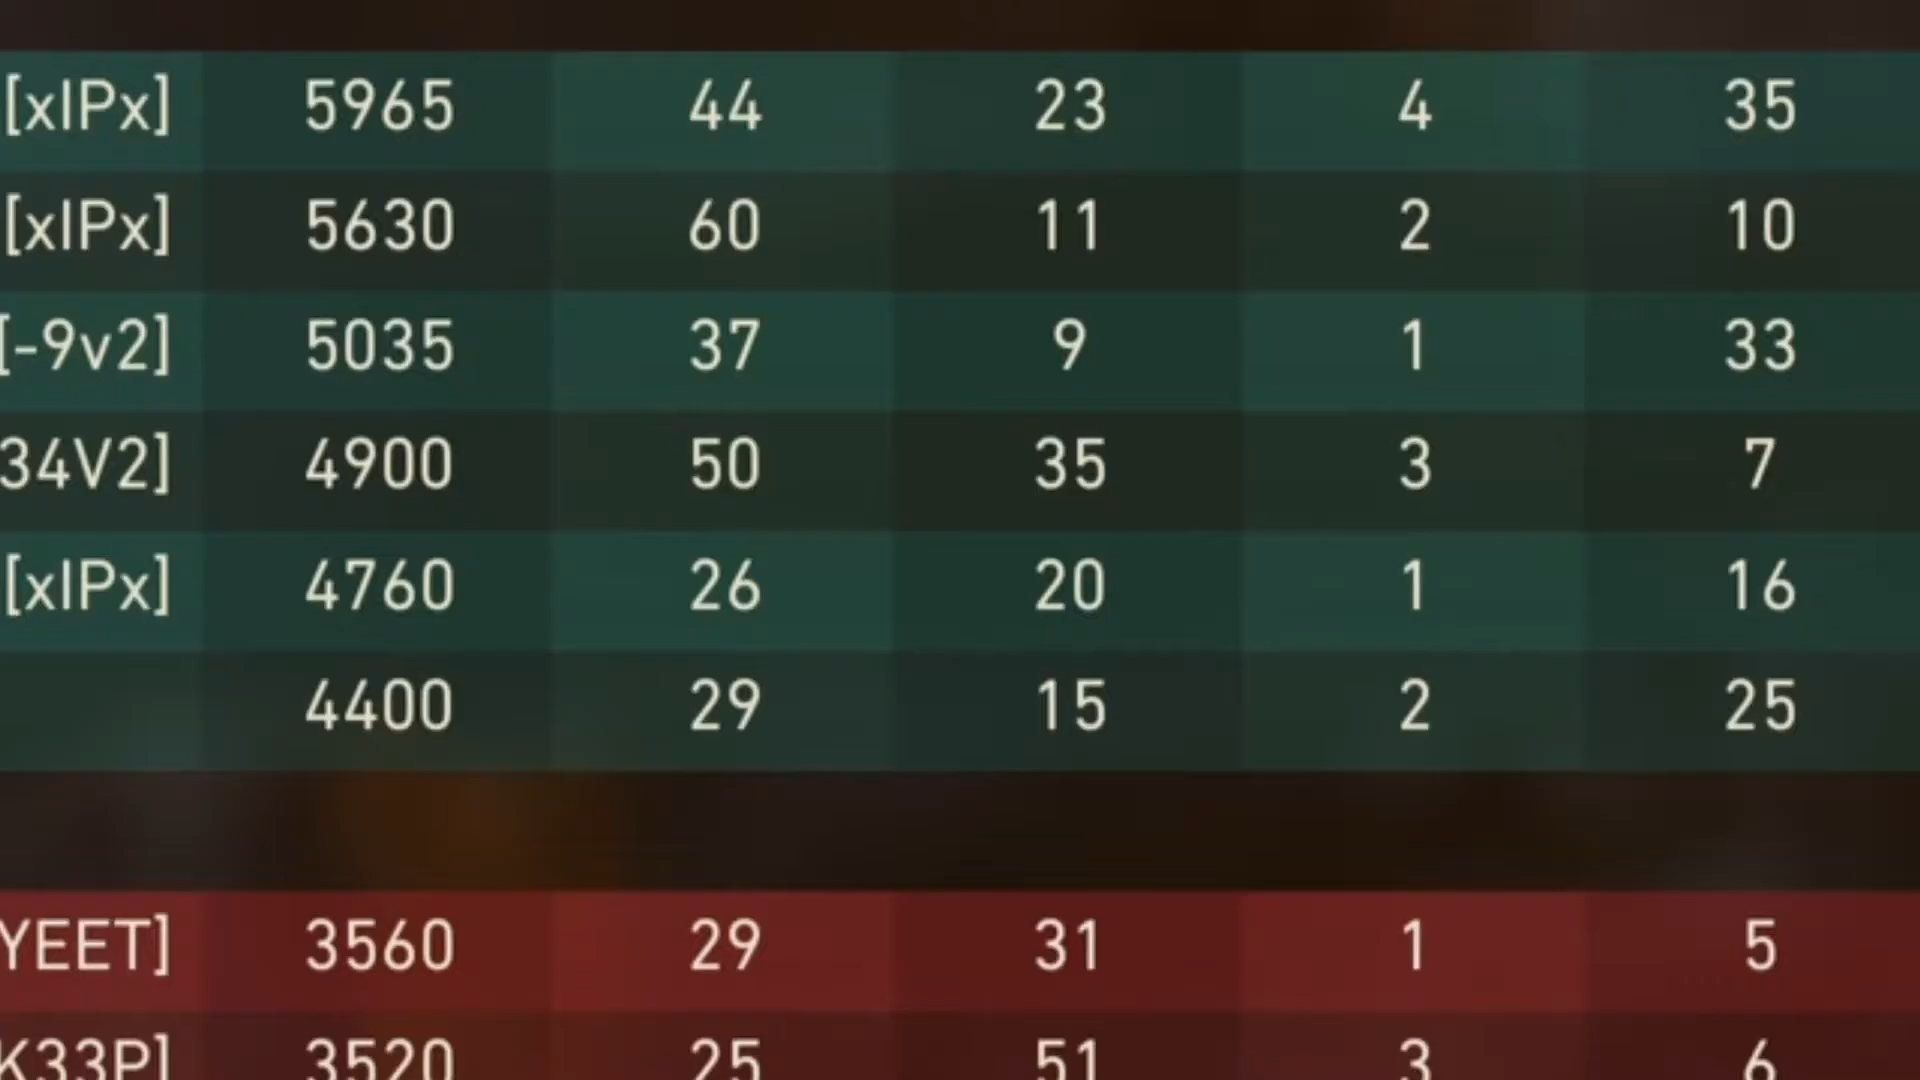 [xIPx] 5965 44 23 4 35
[xIPx] 5630 60 11 2 10
[-9v2] 5035 37 9 1 33
34V2] 4900 50 35 3 7
[xIPx] 4760 26 20 1 16
4400 29 15 2 25
YEET] 3560 29 31 1 5
K33P] 3520 25 51 3 6